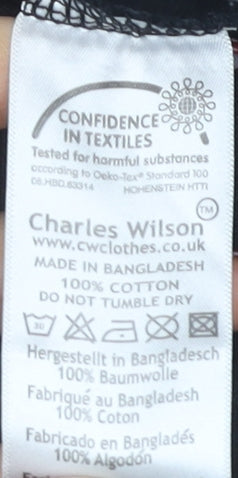 CONFIDENCE
IN TEXTILES
Tested for harmful substances
according to Oeko-Tex® Standard 100
08.HBD.63314 HOHENSTEIN HTTI
TM
Charles Wilson
www.cwclothes.co.uk
MADE IN BANGLADESH
100% COTTON
DO NOT TUMBLE DRY
30
Hergestellt in Bangladesch
100% Baumwolle
Fabriqué au Bangladesh
100% Coton
Fabricado en Bangladés
100% Algodón